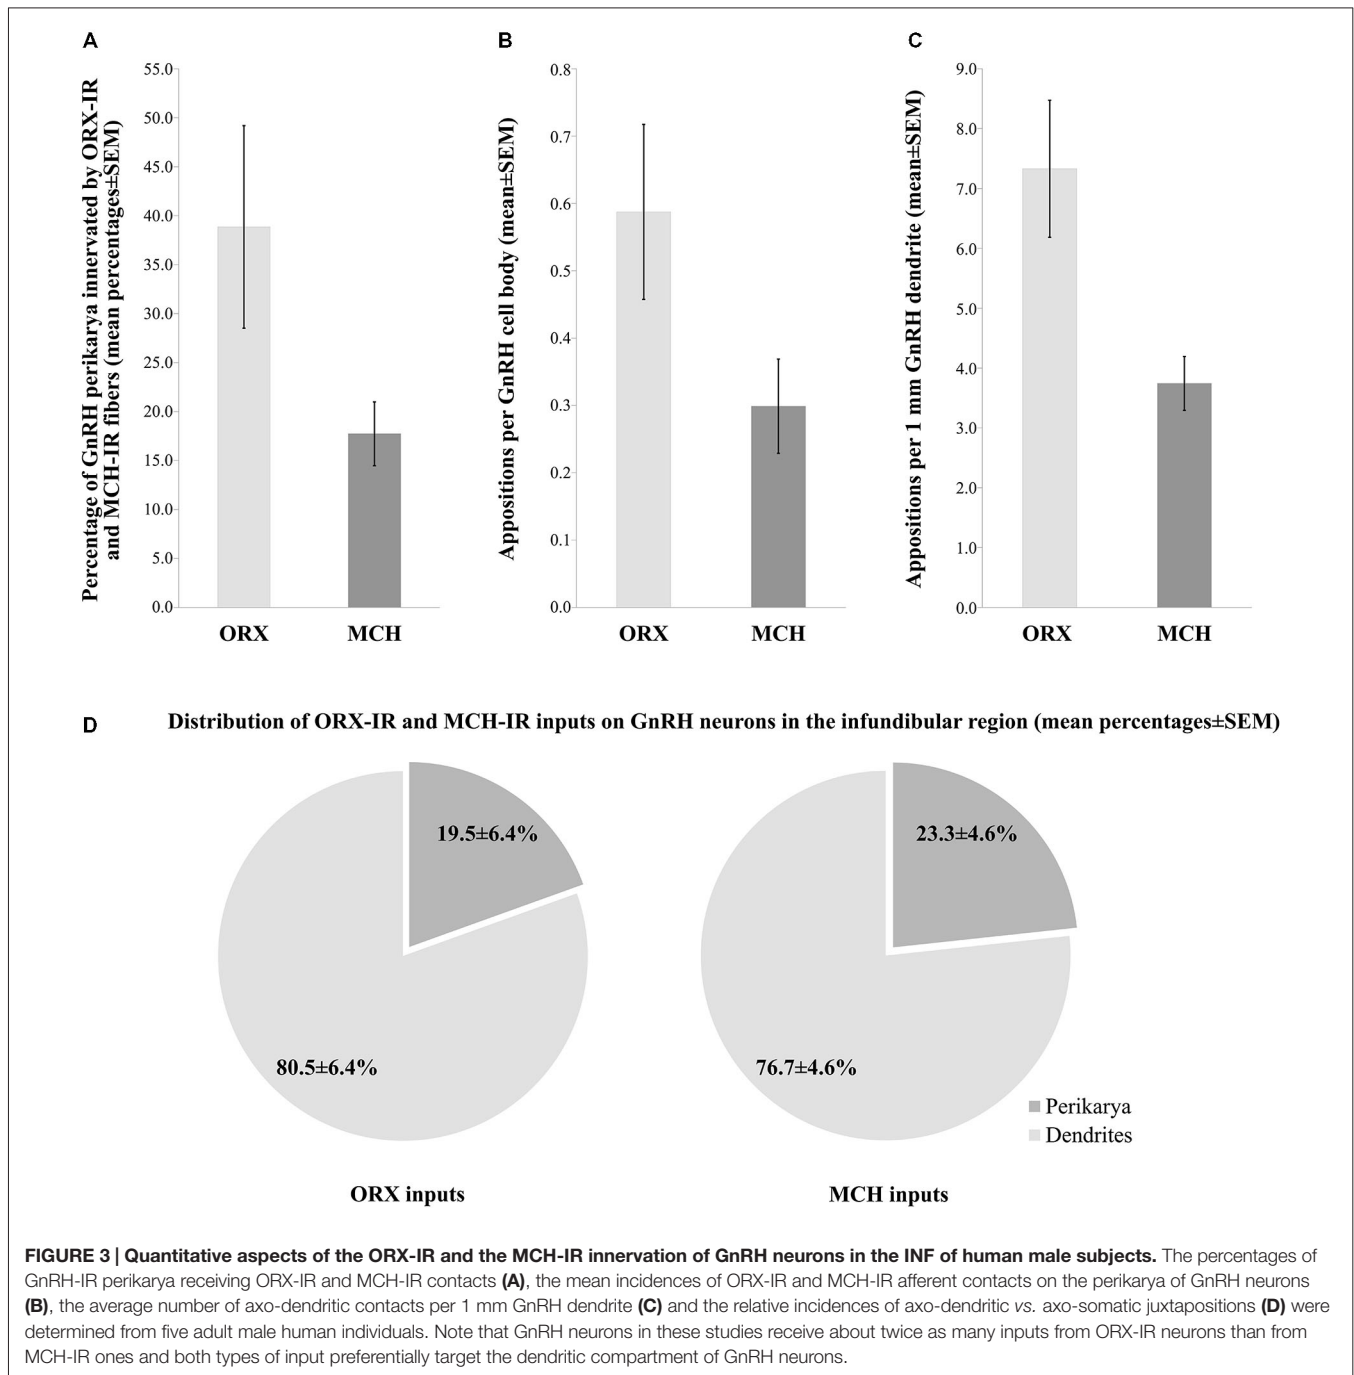 A
Percentage of GnRH perikarya innervated by ORX-IR
and MCH-IR fibers (mean percentages±SEM)
55.0
50.0
45.0
40.0
35.0
30.0
25.0
20.0
15.0
10.0
5.0
0.0
ORX
MCH
B
Appositions per GnRH cell body (mean±SEM)
0.8
0.7
0.6
0.5
0.4
0.3
0.2
0.1
0.0
ORX
MCH
C
Appositions per 1 mm GnRH dendrite (mean±SEM)
9.0
8.0
7.0
6.0
5.0
4.0
3.0
2.0
1.0
0.0
ORX
MCH
D
Distribution of ORX-IR and MCH-IR inputs on GnRH neurons in the infundibular region (mean percentages±SEM)
19.5±6.4%
80.5±6.4%
ORX inputs
23.3±4.6%
76.7±4.6%
MCH inputs
Perikarya
Dendrites
FIGURE 3 | Quantitative aspects of the ORX-IR and the MCH-IR innervation of GnRH neurons in the INF of human male subjects. The percentages of
GnRH-IR perikarya receiving ORX-IR and MCH-IR contacts (A), the mean incidences of ORX-IR and MCH-IR afferent contacts on the perikarya of GnRH neurons
(B), the average number of axo-dendritic contacts per 1 mm GnRH dendrite (C) and the relative incidences of axo-dendritic vs. axo-somatic juxtapositions (D) were
determined from five adult male human individuals. Note that GnRH neurons in these studies receive about twice as many inputs from ORX-IR neurons than from
MCH-IR ones and both types of input preferentially target the dendritic compartment of GnRH neurons.